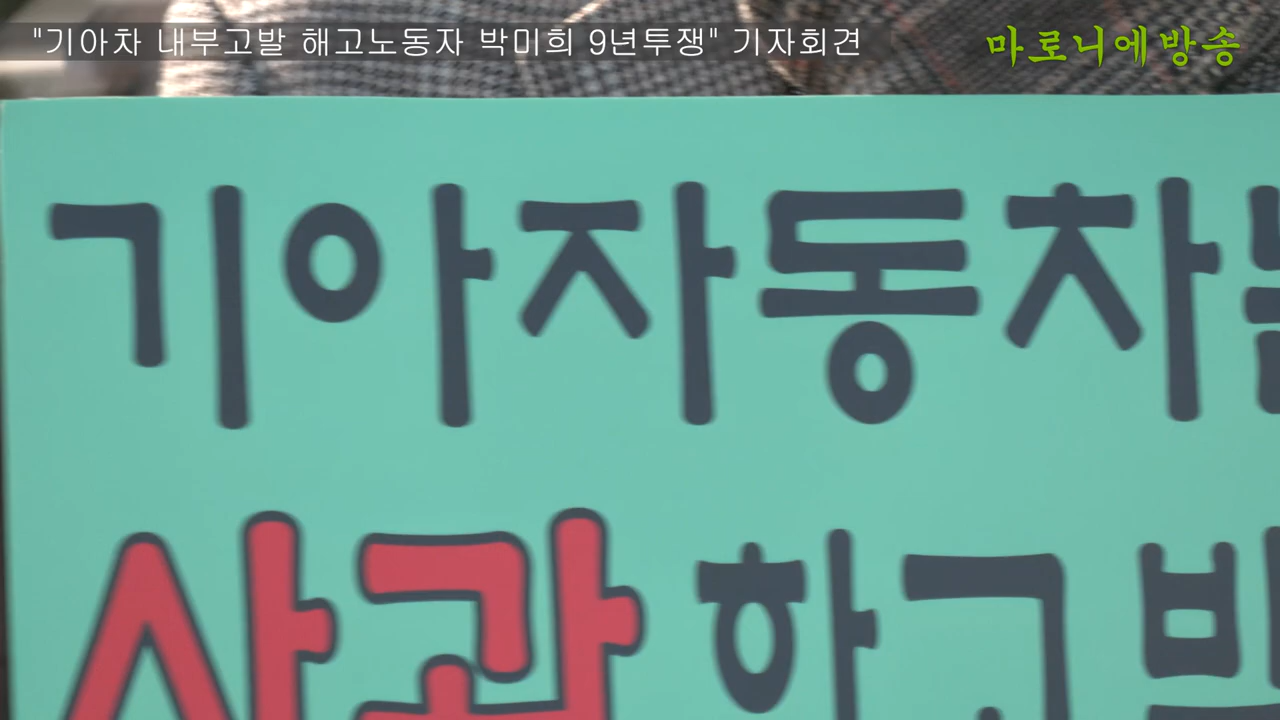 "기아차 내부고발 해고노동자 박미희 9년투쟁" 기자회견
마로니에방송
기아자동차는
사과하고